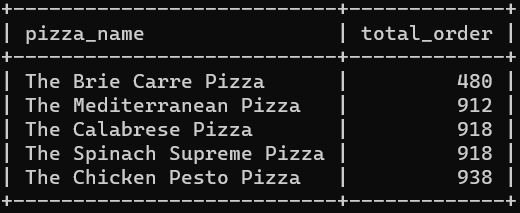 pizza_name total_order
The Brie Carre Pizza 480
The Mediterranean Pizza 912
The Calabrese Pizza 918
The Spinach Supreme Pizza 918
The Chicken Pesto Pizza 938